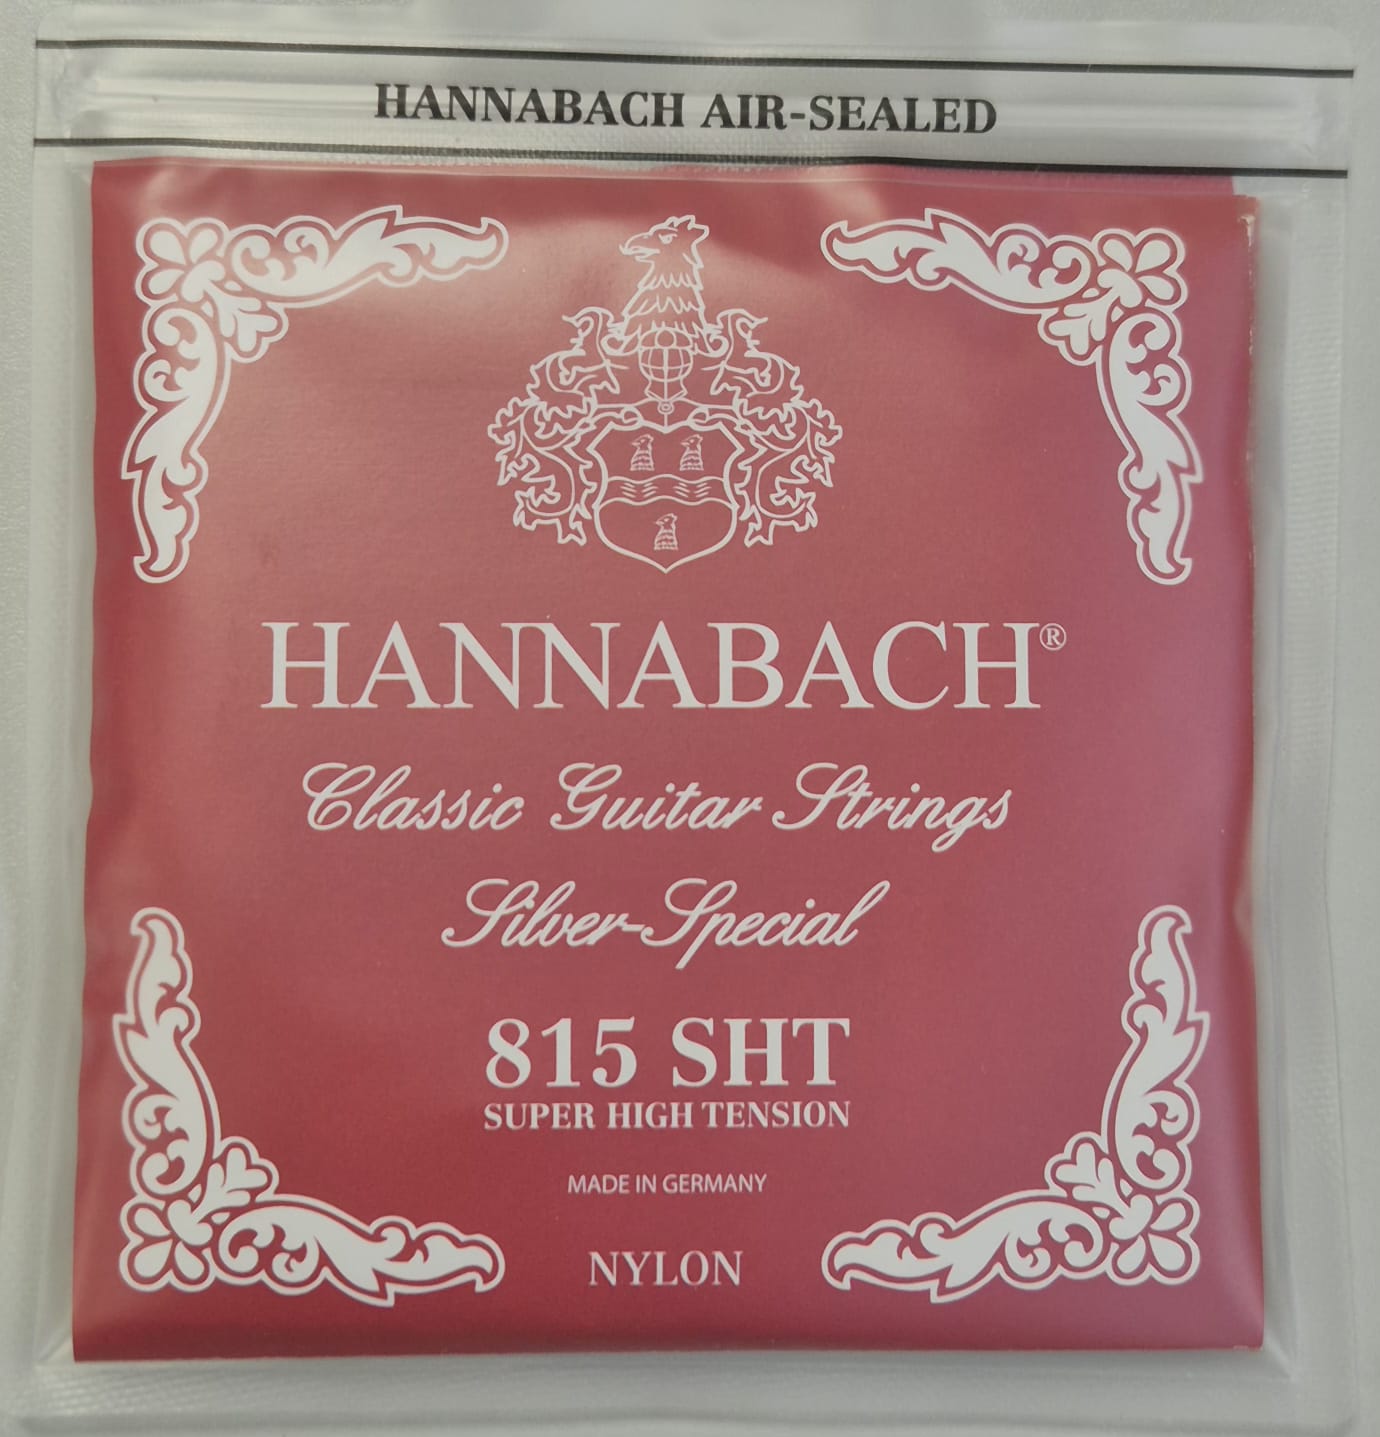 HANNABACH AIR-SEALED
HANNABACH®
Classic Guitar Strings
Silver-Special
815 SHT
SUPER HIGH TENSION
MADE IN GERMANY
NYLON